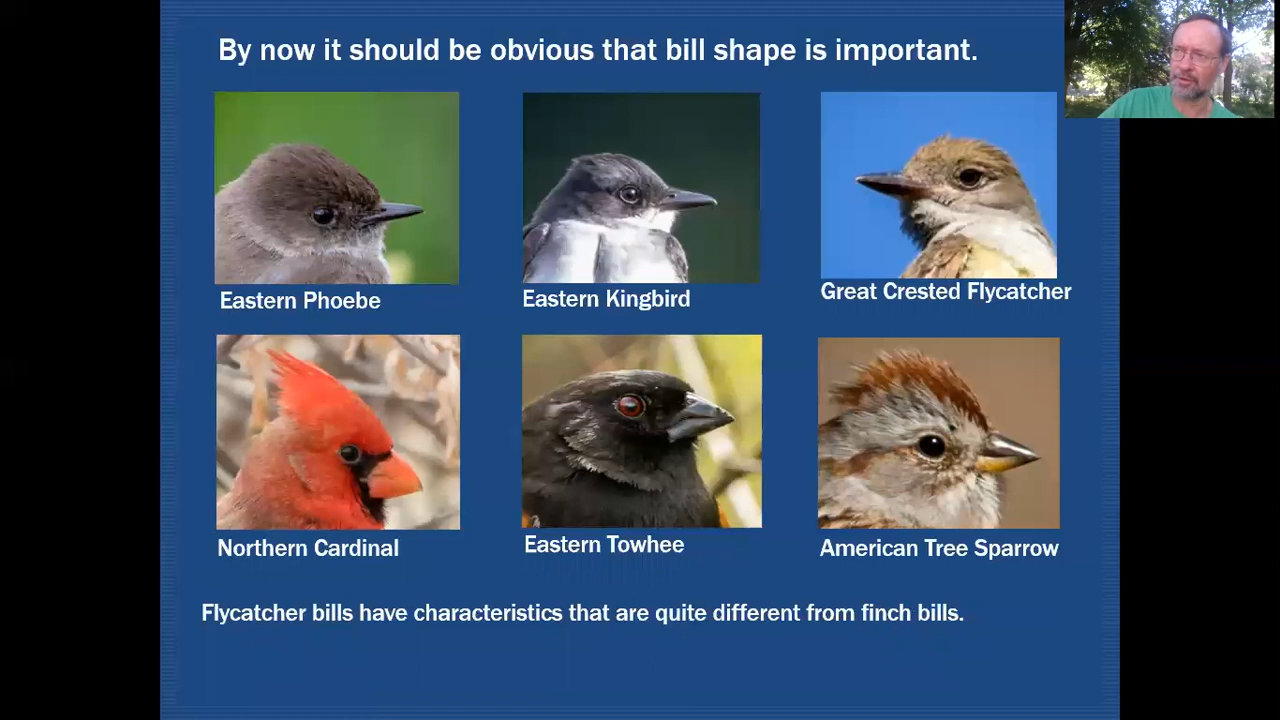 By now it should be obvious that bill shape is important.
Eastern Phoebe
Eastern Kingbird
Great Crested Flycatcher
Northern Cardinal
Eastern Towhee
American Tree Sparrow
Flycatcher bills have characteristics that are quite different from finch bills.